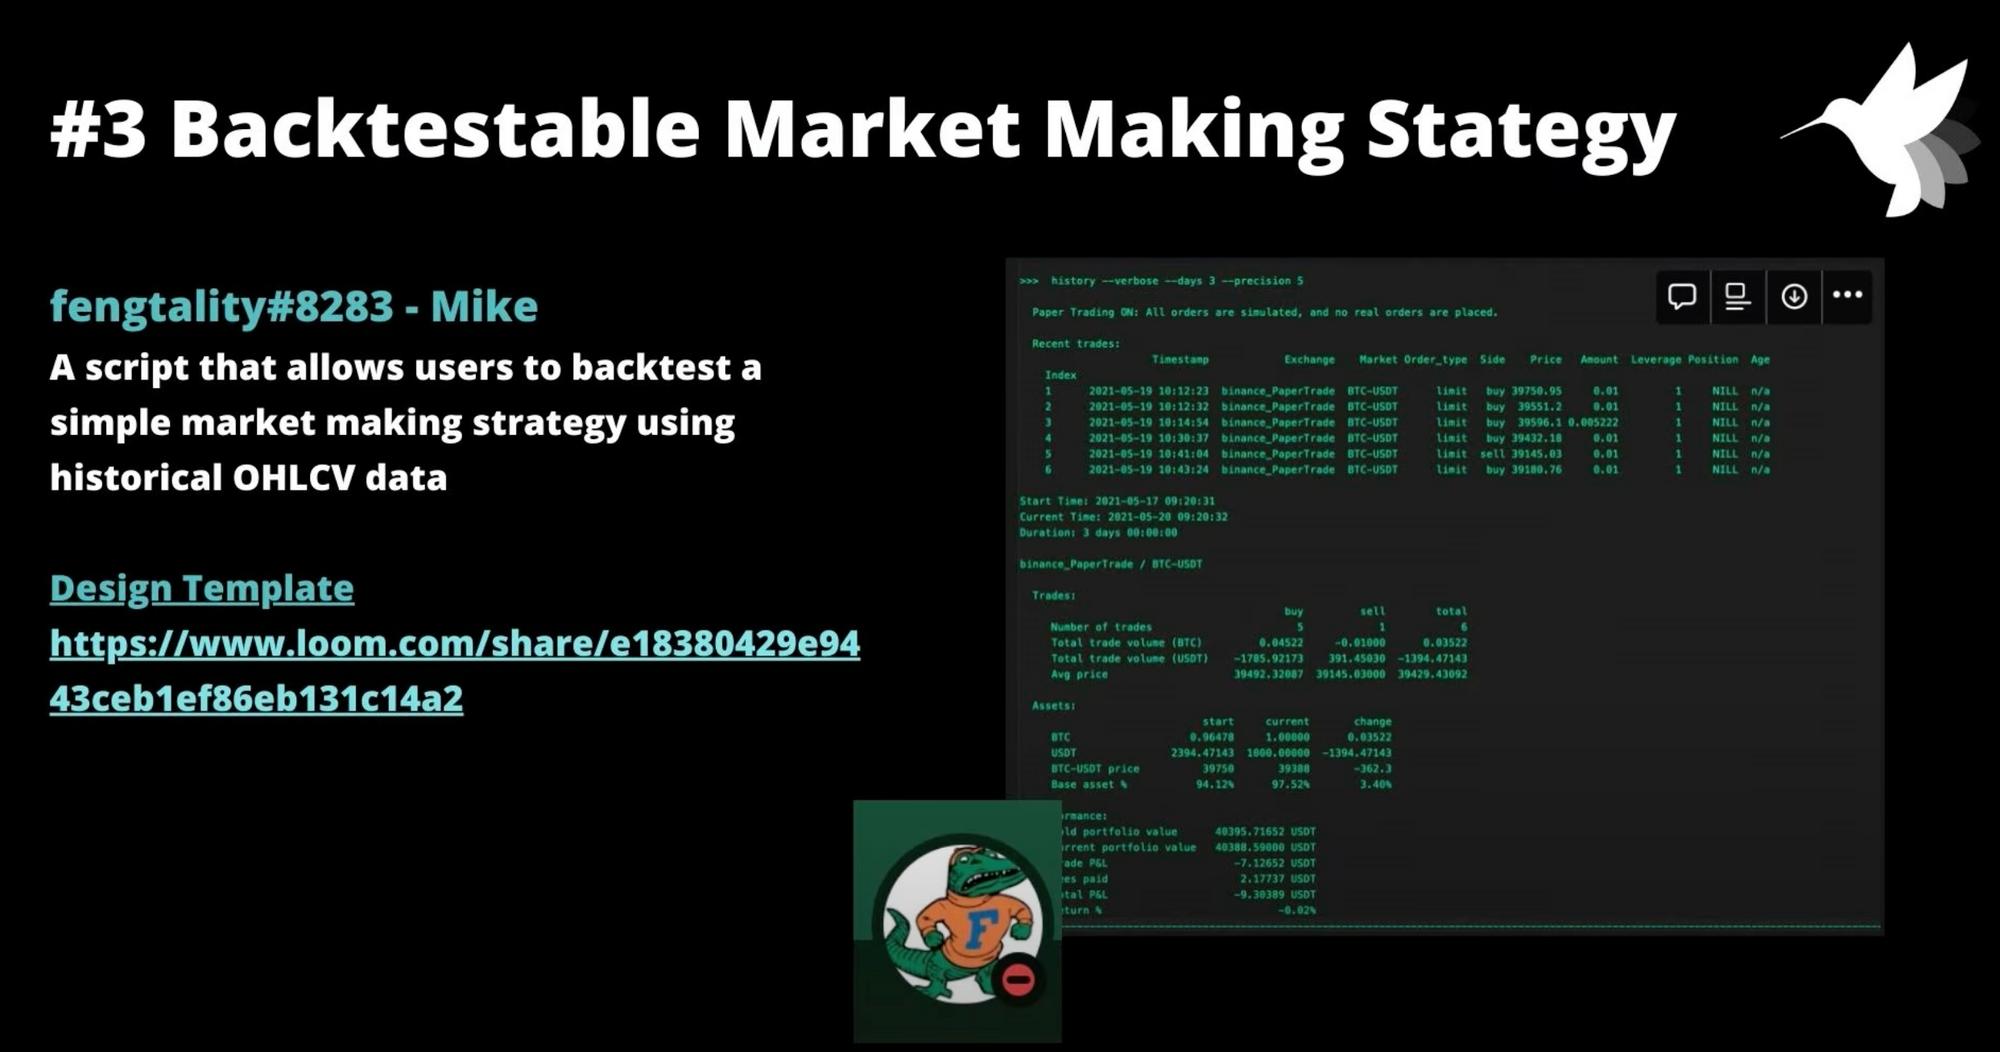 #3 Backtestable Market Making Stategy
fengtality#8283 - Mike
A script that allows users to backtest a
simple market making strategy using
historical OHLCV data
Design Template
https://www.loom.com/share/e18380429e94
43ceb1ef86eb131c14a2
>>> history --verbose --days 3 --precision 5
Paper Trading ON: All orders are simulated, and no real orders are placed.
Recent trades:
Timestamp Exchange Market Order_type Side Price Amount Leverage Position Age
Index
1 2021-05-19 10:12:23 binance_PaperTrade BTC-USDT limit buy 39750.95 0.01 1 NILL n/a
2 2021-05-19 10:12:32 binance_PaperTrade BTC-USDT limit buy 39551.2 0.01 1 NILL n/a
3 2021-05-19 10:14:54 binance_PaperTrade BTC-USDT limit buy 39596.1 0.005222 1 NILL n/a
4 2021-05-19 10:30:37 binance_PaperTrade BTC-USDT limit buy 39432.18 0.01 1 NILL n/a
5 2021-05-19 10:41:04 binance_PaperTrade BTC-USDT limit sell 39145.03 0.01 1 NILL n/a
6 2021-05-19 10:43:24 binance_PaperTrade BTC-USDT limit buy 39180.76 0.01 1 NILL n/a
Start Time: 2021-05-17 09:20:31
Current Time: 2021-05-20 09:20:32
Duration: 3 days 00:00:00
binance_PaperTrade / BTC-USDT
Trades:
buy sell total
Number of trades 5 1 6
Total trade volume (BTC) 0.04522 -0.01000 0.03522
Total trade volume (USDT) -1785.92173 391.45030 -1394.47143
Avg price 39492.32087 39145.03000 39429.43092
Assets:
start current change
BTC 0.96478 1.00000 0.03522
USDT 2394.47143 1000.00000 -1394.47143
BTC-USDT price 39750 39388 -362.3
Base asset % 94.12% 97.52% 3.40%
rmance:
ld portfolio value 40395.71652 USDT
rrent portfolio value 40388.59000 USDT
ade P&L -7.12652 USDT
es paid 2.17737 USDT
tal P&L -9.30389 USDT
turn % -0.02%
F